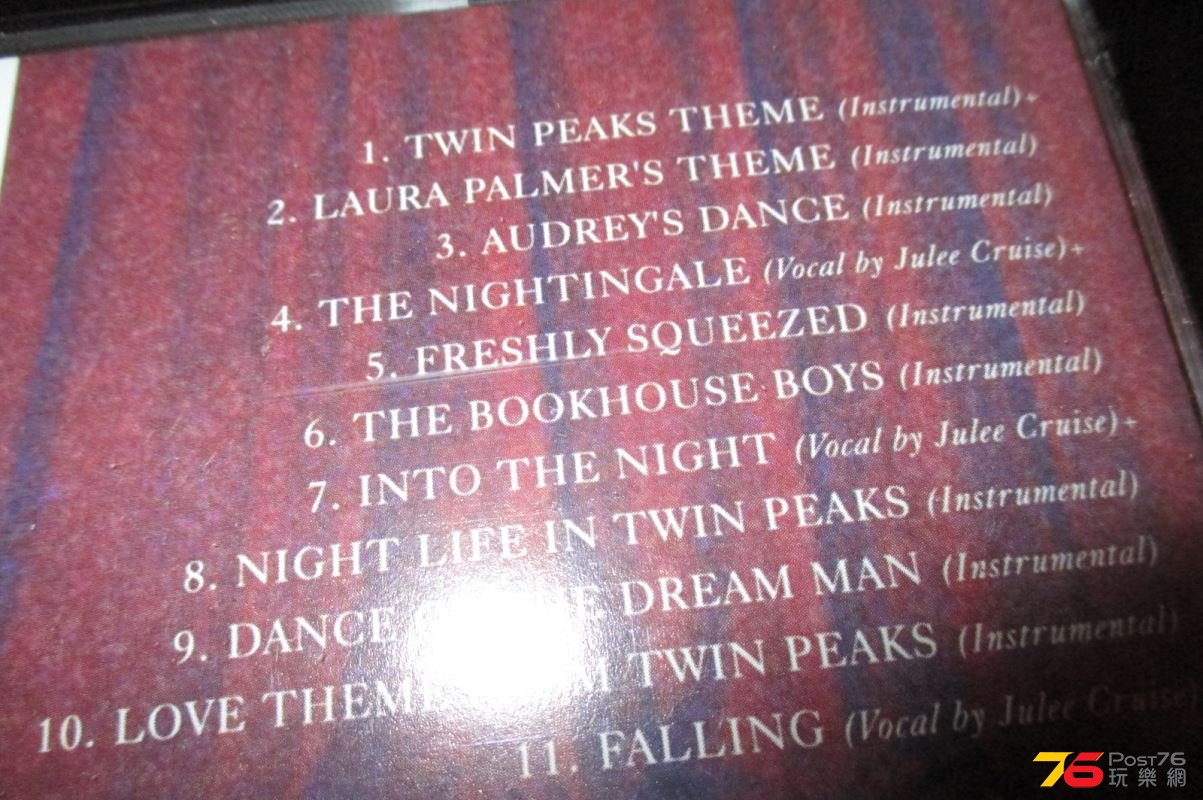 1. TWIN PEAKS THEME (Instrumental)+
2. LAURA PALMER'S THEME (Instrumental)
3. AUDREY'S DANCE (Instrumental)
4. THE NIGHTINGALE (Vocal by Julee Cruise)+
5. FRESHLY SQUEEZED (Instrumental)
6. THE BOOKHOUSE BOYS (Instrumental)
7. INTO THE NIGHT (Vocal by Julee Cruise)+
8. NIGHT LIFE IN TWIN PEAKS (Instrumental)
9. DANCE DREAM MAN (Instrumental)
10. LOVE THEME TWIN PEAKS (Instrumental)
11. FALLING (Vocal by Julee Cruise)
76 POST76
玩樂網